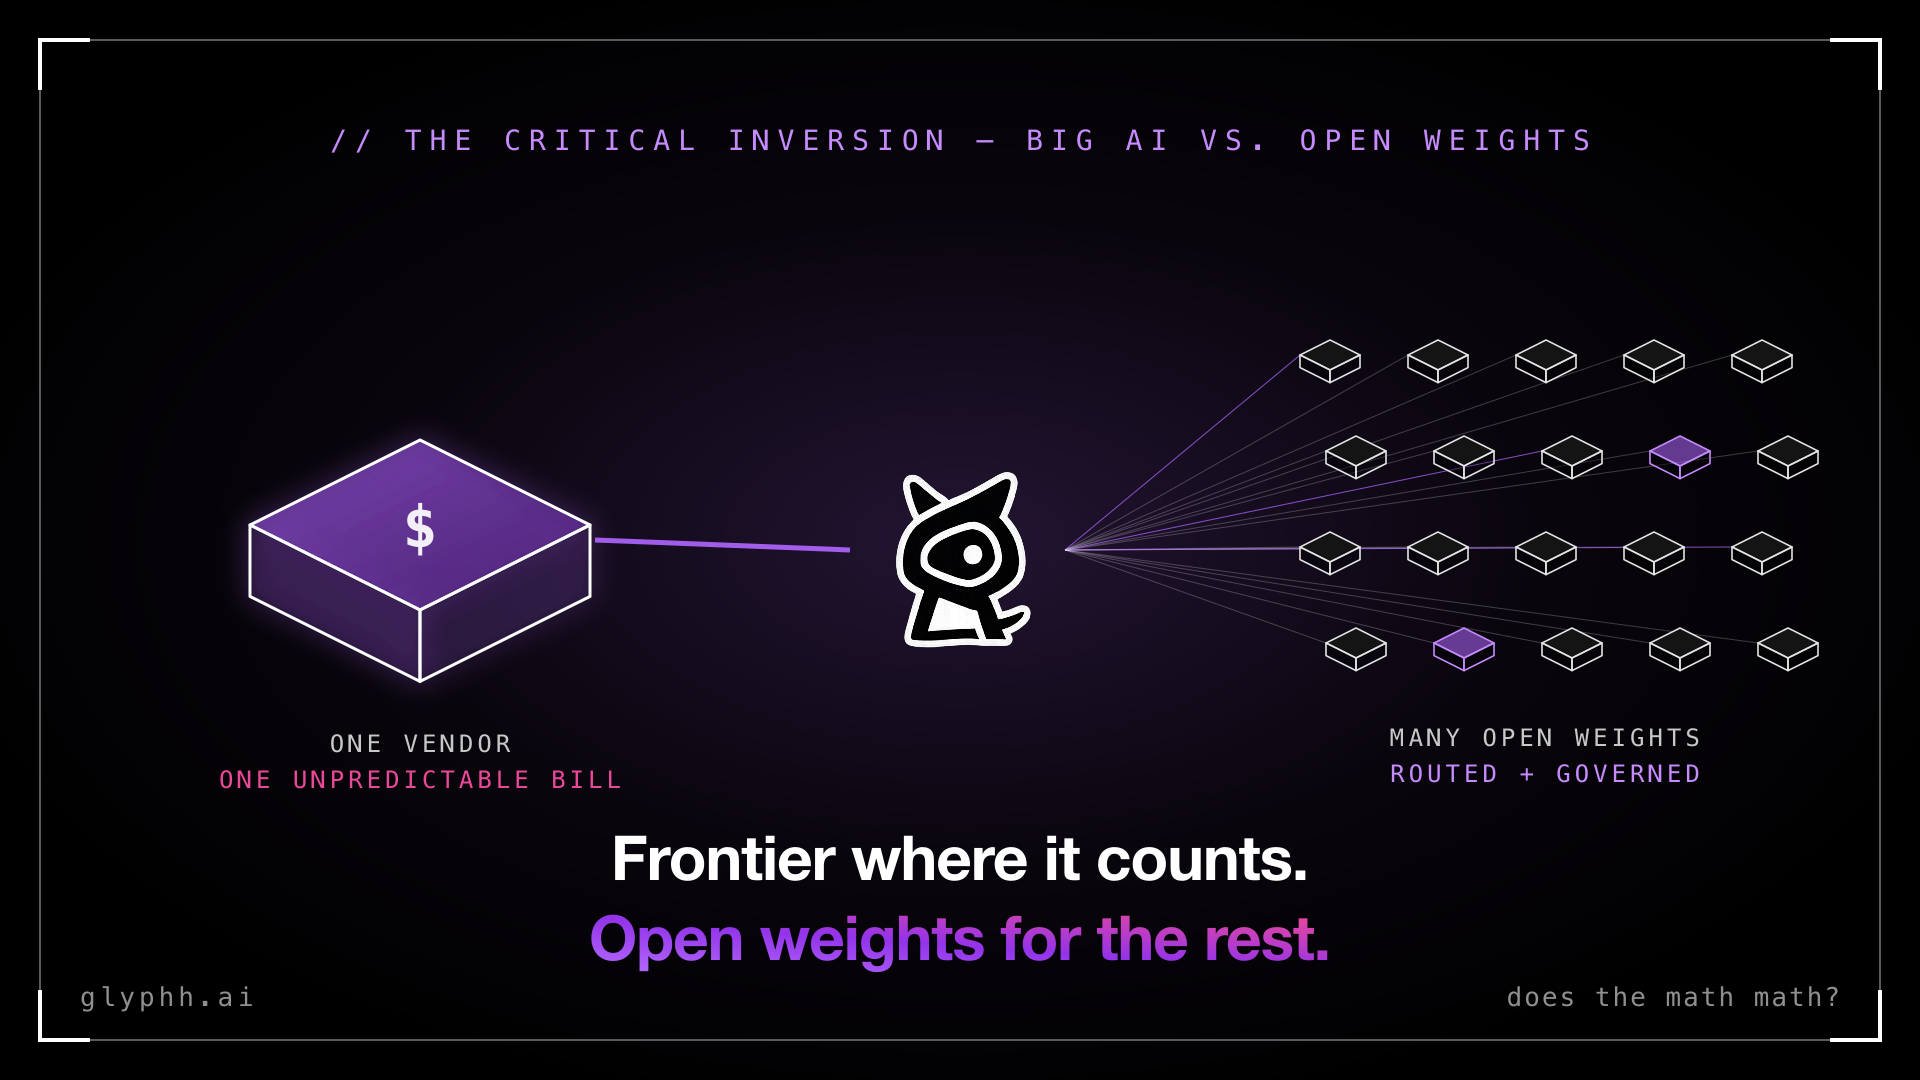 // THE CRITICAL INVERSION — BIG AI VS. OPEN WEIGHTS
$
ONE VENDOR
ONE UNPREDICTABLE BILL
MANY OPEN WEIGHTS
ROUTED + GOVERNED
Frontier where it counts.
Open weights for the rest.
glyphh.ai
does the math math?